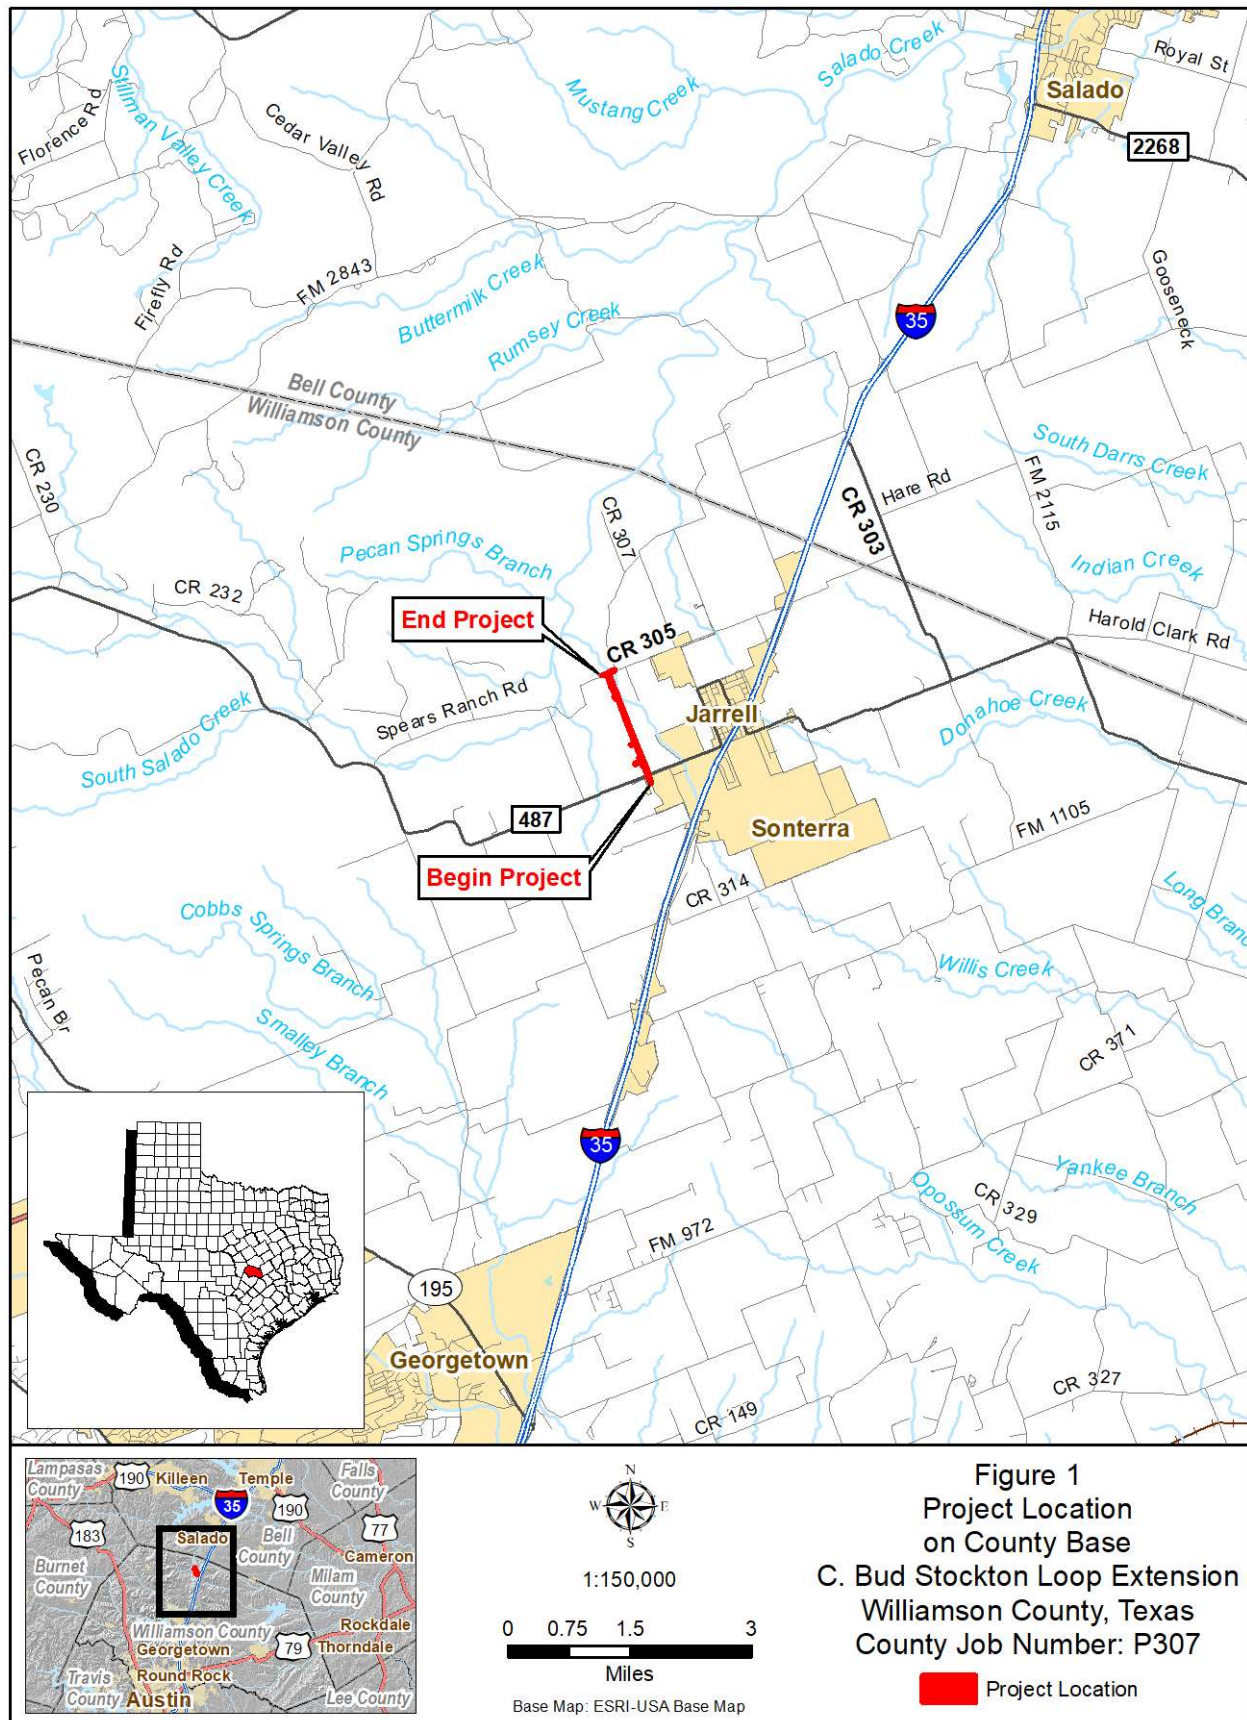 Salado Creek
Royal St
Mustang Creek
Salado
Stillman Valley Creek
Florence Rd
Cedar Valley Rd
2268
Firefly Rd
FM 2843
Gooseneck
Buttermilk Creek
Rumsey Creek
35
Bell County
Williamson County
South Darrs Creek
CR 230
Hare Rd
FM 2115
CR 303
CR 307
Pecan Springs Branch
Indian Creek
CR 232
Harold Clark Rd
End Project
CR 305
Spears Ranch Rd
Jarrell
Donahoe Creek
South Salado Creek
487
Sonterra
FM 1105
Begin Project
CR 314
Long Branc
Cobbs Springs Branch
Willis Creek
Pecan Br
Smalley Branch
CR 371
35
Yankee Branch
Opossum Creek
CR 329
FM 972
195
Georgetown
CR 327
CR 149
Lampasas
County
190
Killeen
Temple
Falls
County
35
190
183
Salado
Bell
County
77
Cameron
Burnet
County
Milam
County
Williamson County
Rockdale
Georgetown
79
Thorndale
Round Rock
Travis
County
Austin
Lee County
N
W
E
S
1:150,000
0 0.75 1.5 3
Miles
Base Map: ESRI-USA Base Map
Figure 1
Project Location
on County Base
C. Bud Stockton Loop Extension
Williamson County, Texas
County Job Number: P307
Project Location